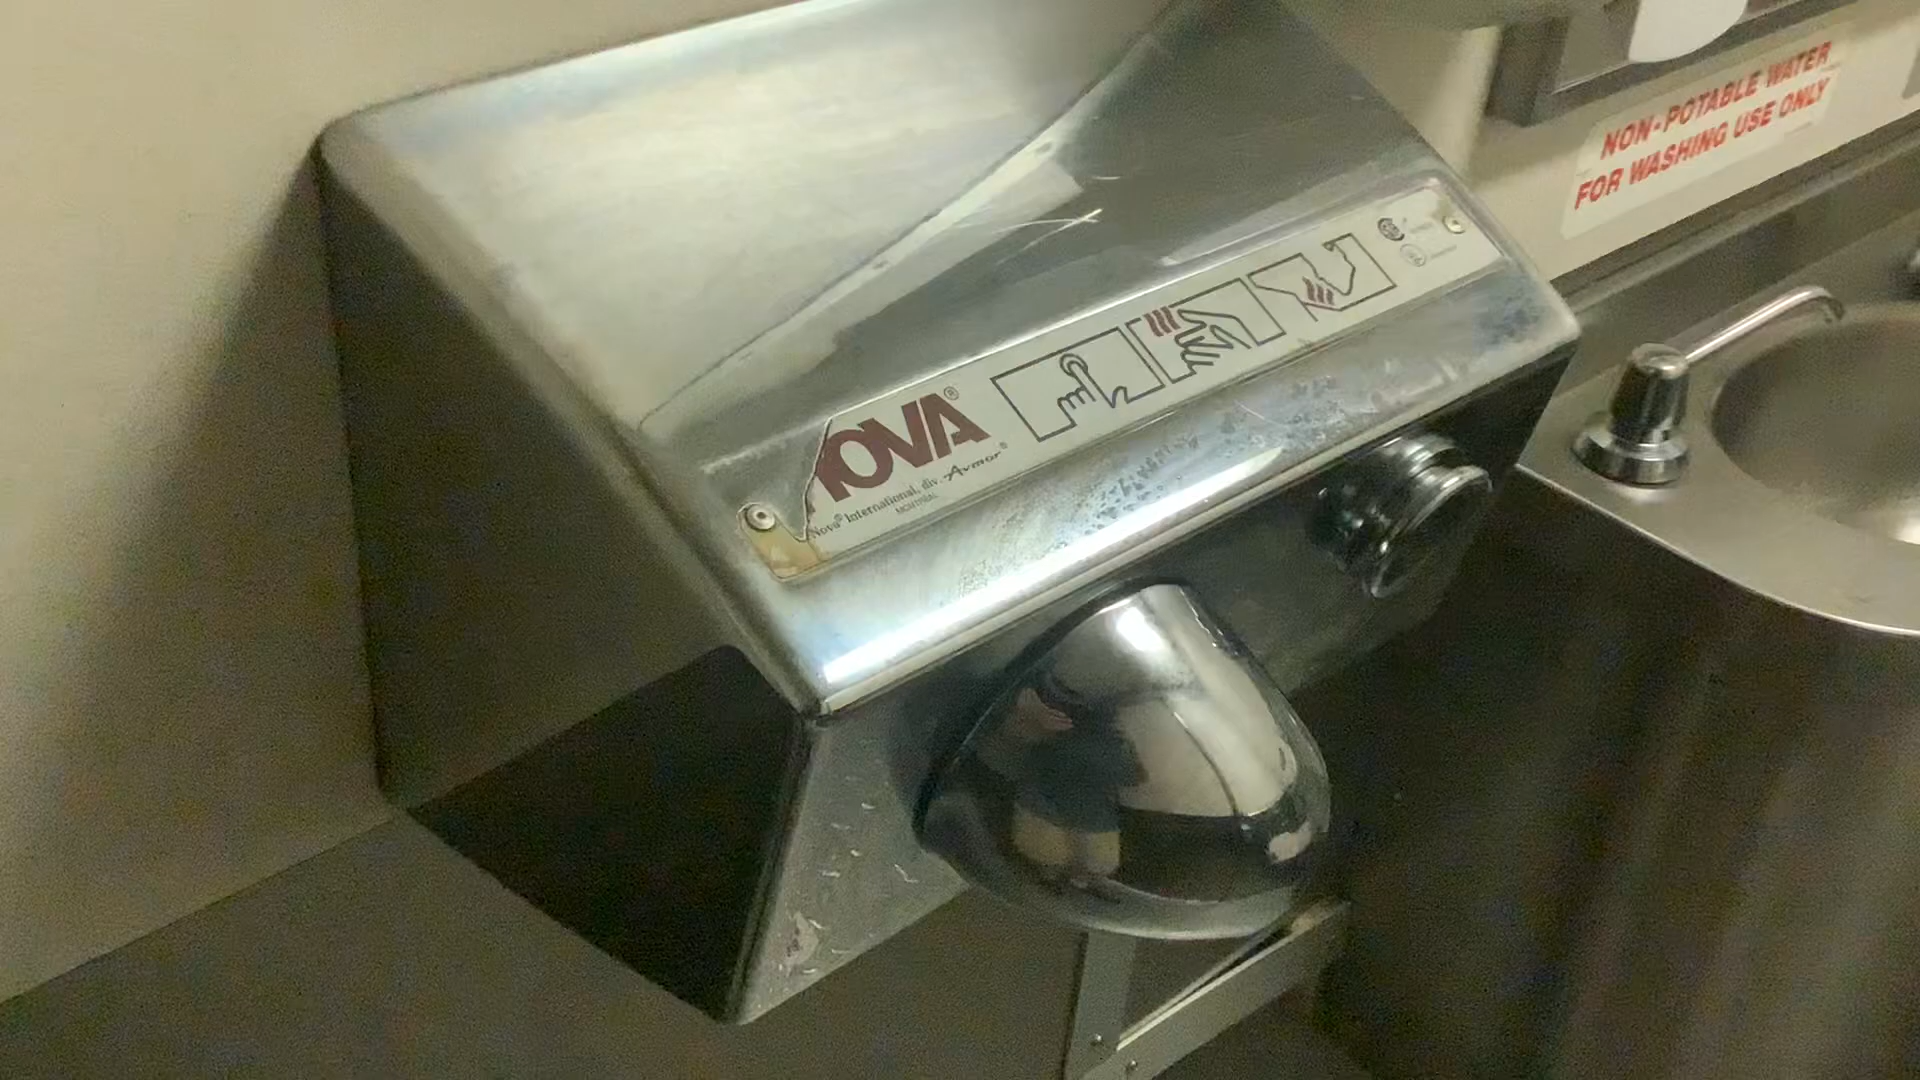 NON-POTABLE WATER
FOR WASHING USE ONLY
NOVA®
Nova® International, div. Avmor®
MONTREAL